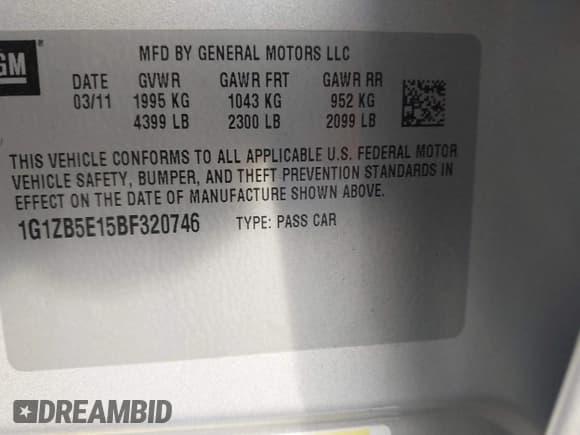 GM
MFD BY GENERAL MOTORS LLC
DATE GVWR GAWR FRT GAWR RR
03/11 1995 KG 1043 KG 952 KG
4399 LB 2300 LB 2099 LB
THIS VEHICLE CONFORMS TO ALL APPLICABLE U.S. FEDERAL MOTOR
VEHICLE SAFETY, BUMPER, AND THEFT PREVENTION STANDARDS IN
EFFECT ON THE DATE OF MANUFACTURE SHOWN ABOVE.
1G1ZB5E15BF320746 TYPE: PASS CAR
DREAMBID